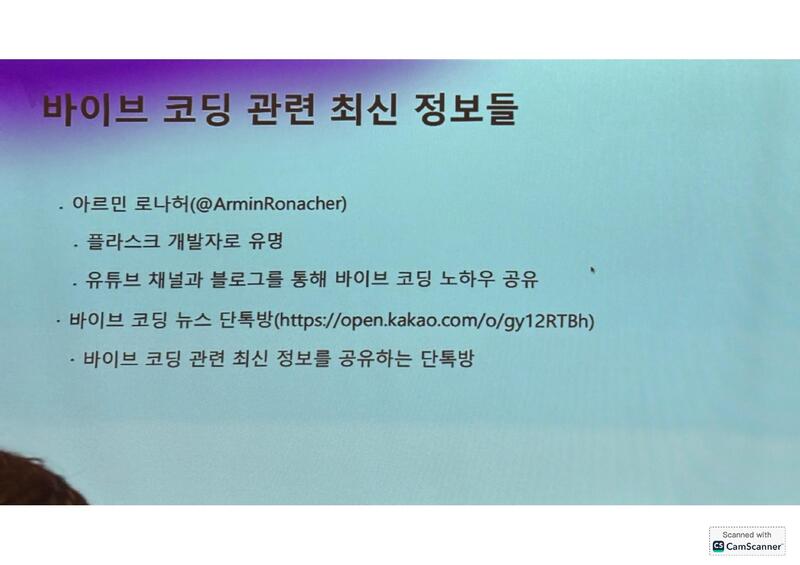 바이브 코딩 관련 최신 정보들
. 아르민 로나허(@ArminRonacher)
. 플라스크 개발자로 유명
. 유튜브 채널과 블로그를 통해 바이브 코딩 노하우 공유
· 바이브 코딩 뉴스 단톡방(https://open.kakao.com/o/gy12RTBh)
· 바이브 코딩 관련 최신 정보를 공유하는 단톡방
Scanned with
CS CamScanner